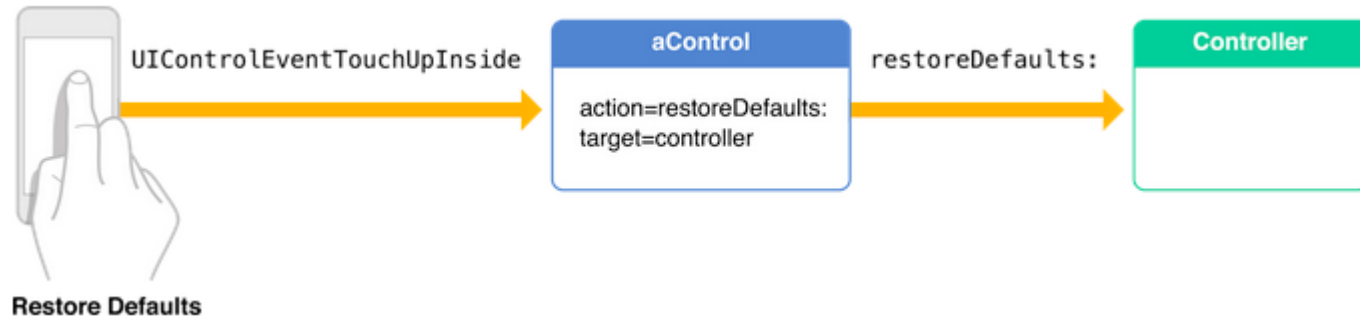 UIControlEventTouchUpInside
aControl
action=restoreDefaults:
target=controller
restoreDefaults:
Controller
Restore Defaults